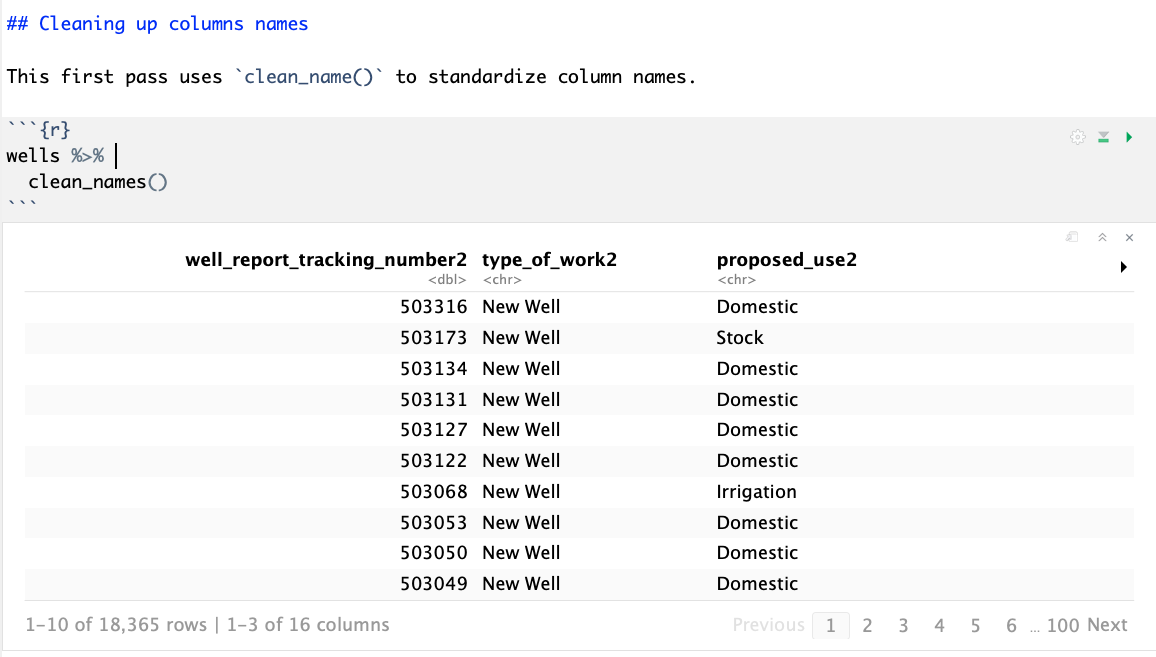 ## Cleaning up columns names
This first pass uses `clean_name()` to standardize column names.
```{r}
wells %>%
  clean_names()
```
well_report_tracking_number2 type_of_work2 proposed_use2
<dbl> <chr> <chr>
503316 New Well Domestic
503173 New Well Stock
503134 New Well Domestic
503131 New Well Domestic
503127 New Well Domestic
503122 New Well Domestic
503068 New Well Irrigation
503053 New Well Domestic
503050 New Well Domestic
503049 New Well Domestic
1-10 of 18,365 rows | 1-3 of 16 columns Previous 1 2 3 4 5 6 ... 100 Next